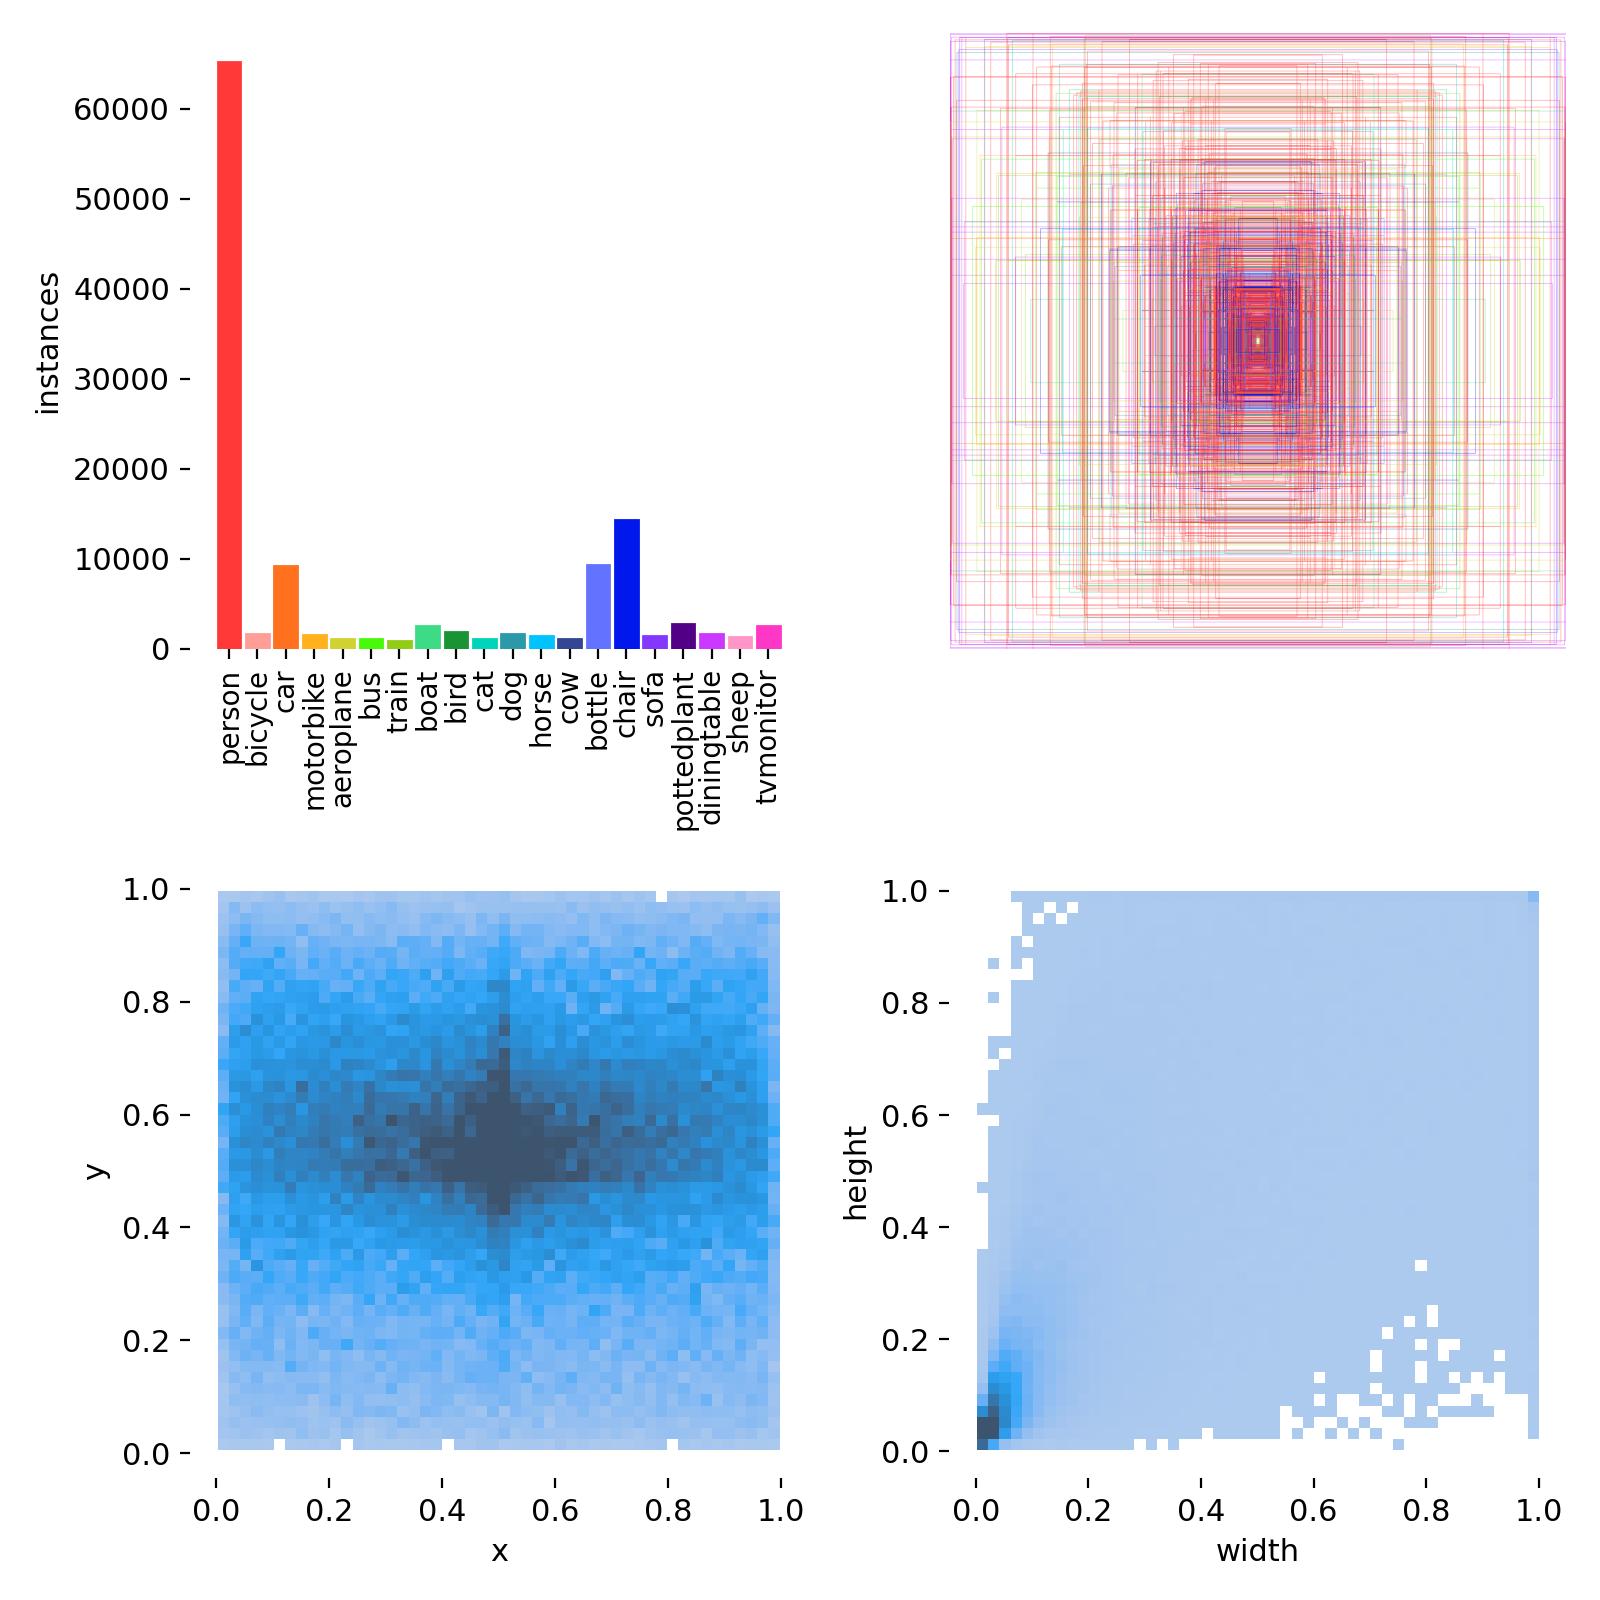 60000
50000
40000
30000
20000
10000
0
instances
person
bicycle
car
motorbike
aeroplane
bus
train
boat
bird
cat
dog
horse
cow
bottle
chair
sofa
pottedplant
diningtable
sheep
tvmonitor
1.0
0.8
0.6
0.4
0.2
0.0
y
0.0 0.2 0.4 0.6 0.8 1.0
x
1.0
0.8
0.6
0.4
0.2
0.0
height
0.0 0.2 0.4 0.6 0.8 1.0
width